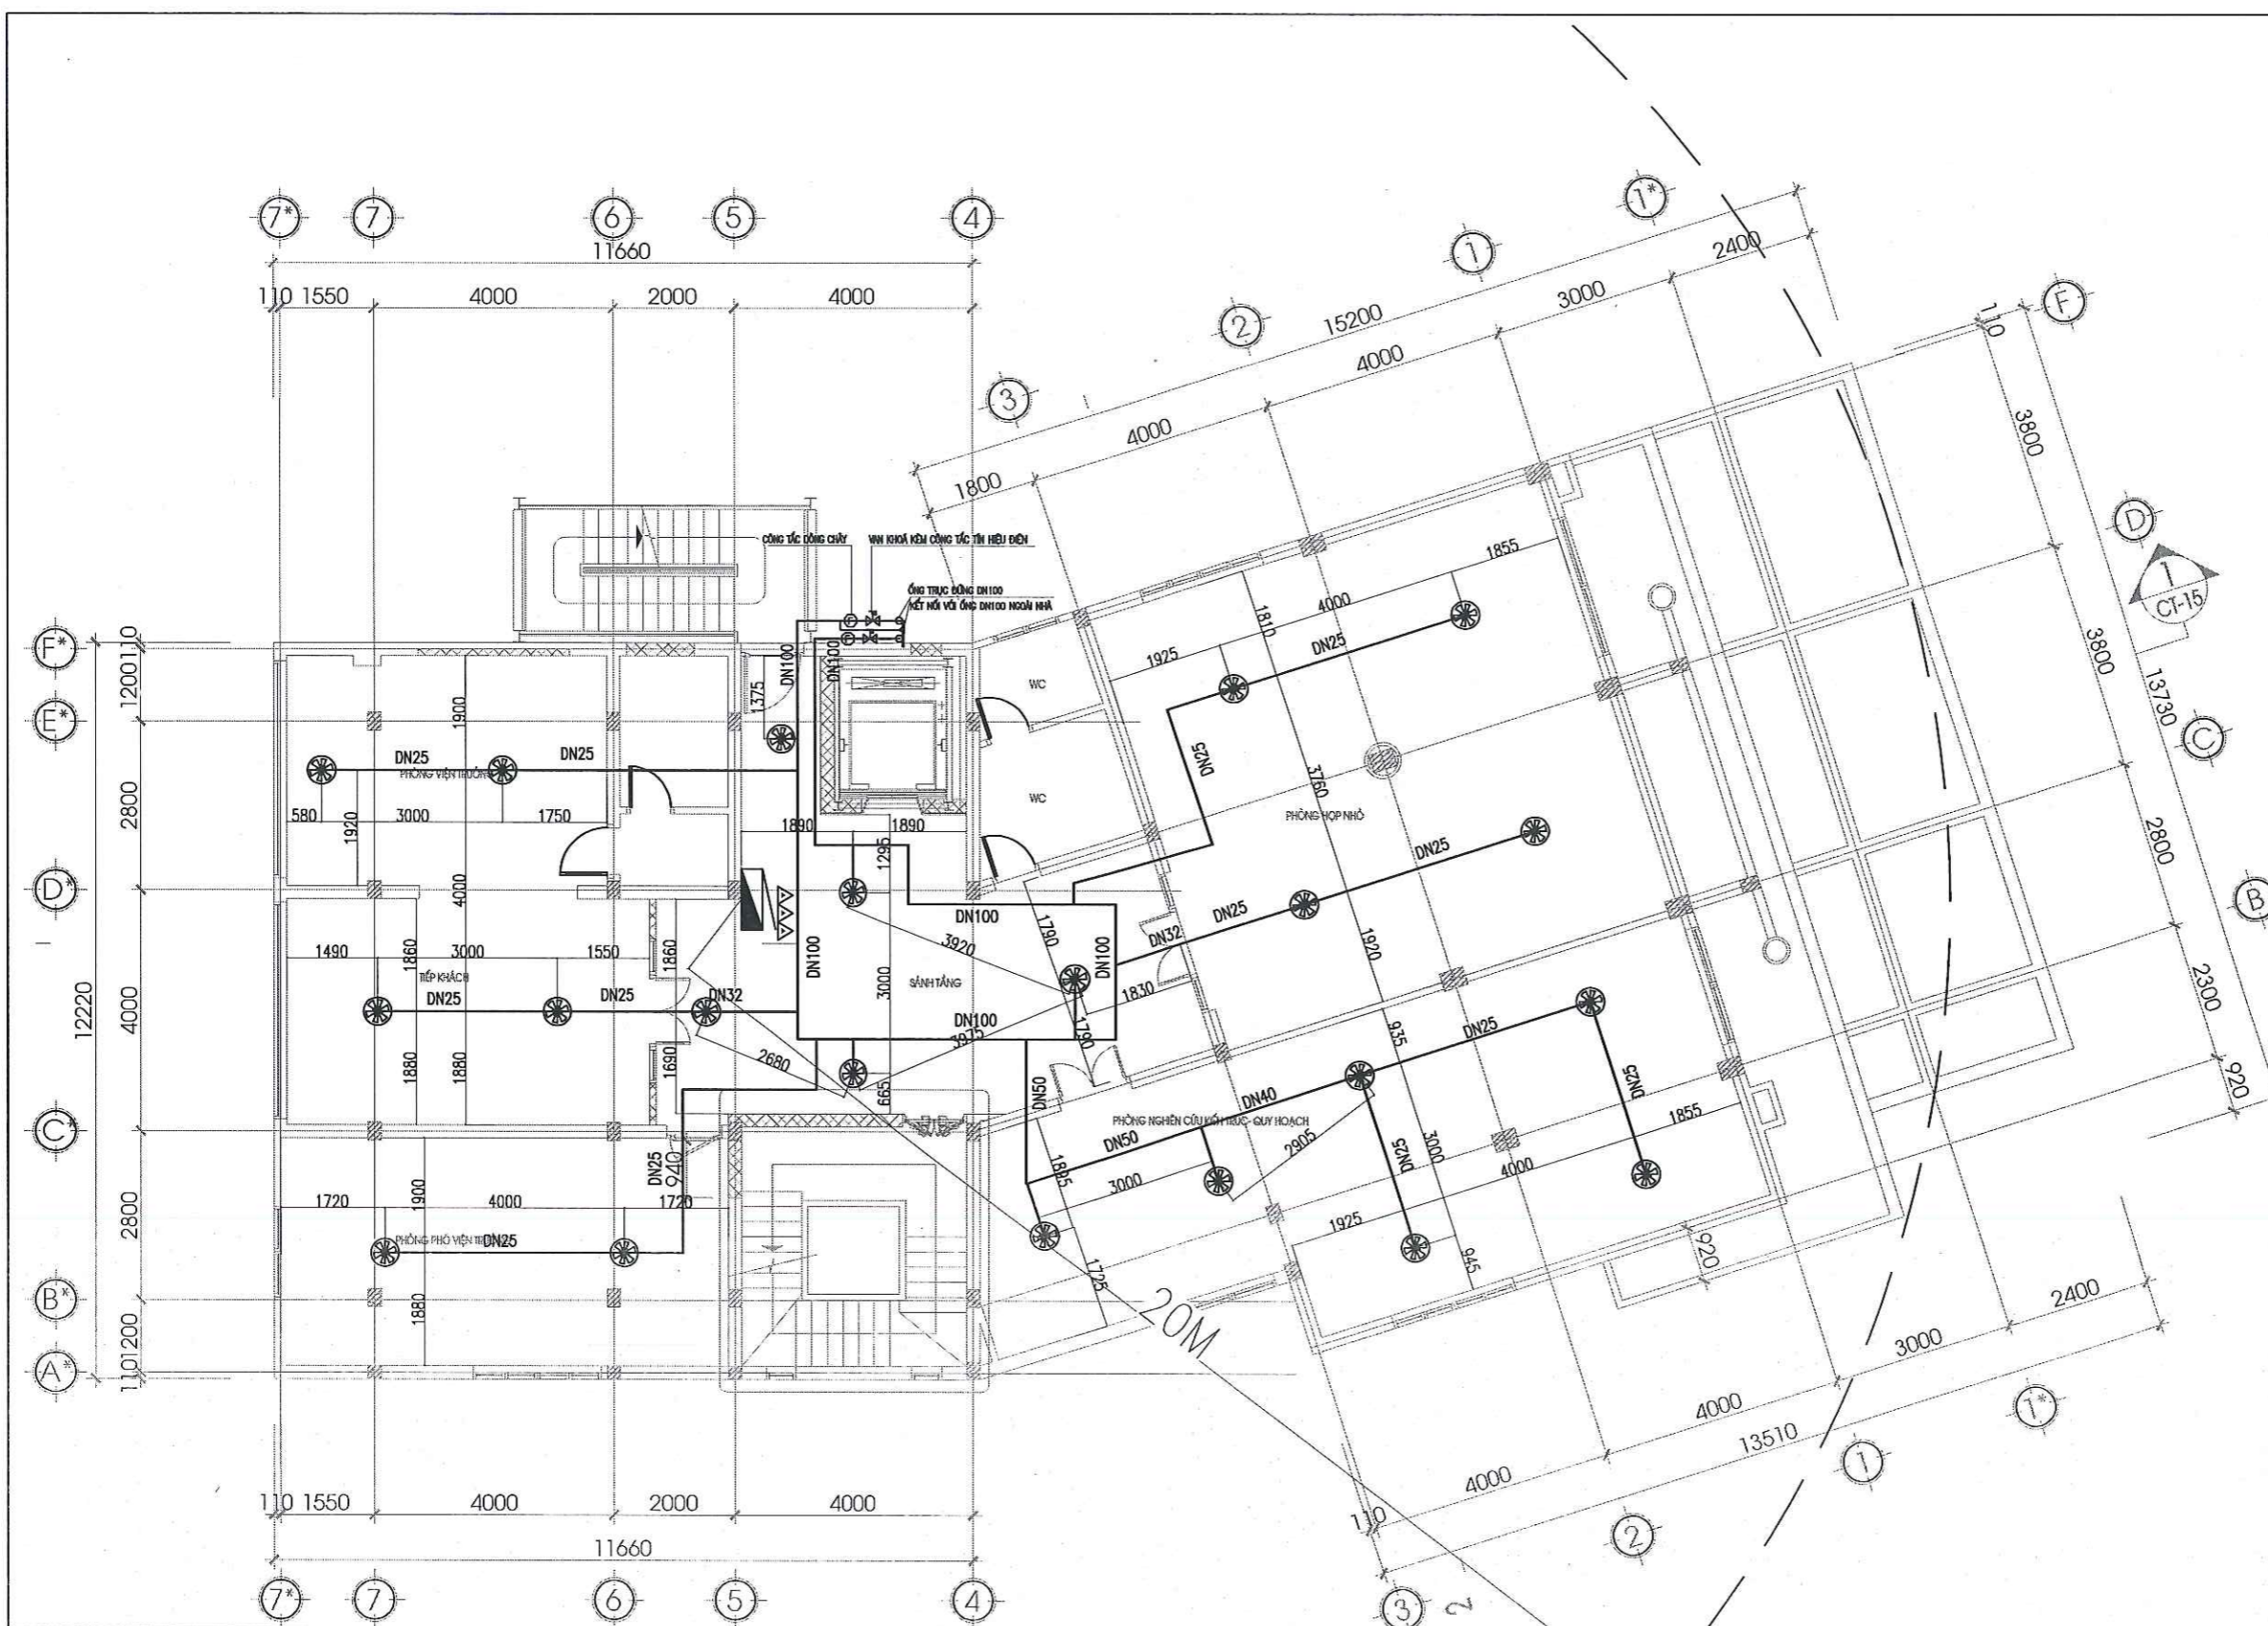 7* 7 6 5 4
11660
110 1550 4000 2000 4000
1*
1
2
3
F
D
C
B
15200
2400
3000
4000
4000
1800
110
3800
3800
2800
2300
920
13730
1
CT-15
CÔNG TẮC DÒNG CHẢY
VAN KHOÁ KÈM CÔNG TẮC TÍN HIỆU ĐIỆN
ỐNG TRỤC ĐỨNG DN100
KẾT NỐI VỚI ỐNG DN100 NGOÀI NHÀ
F*
E*
D*
C*
B*
A*
110
1200
2800
4000
2800
1200
110
12220
DN100
DN100
1375
1900
DN25
DN25
580
3000
1750
1920
4000
1890
1890
1295
WC
WC
1925
4000
1855
1810
DN25
DN25
3760
PHÒNG HỌP NHỎ
DN25
DN25
DN32
1920
1490
3000
1550
1860
1860
TIẾP KHÁCH
DN25
DN25
DN32
DN100
DN100
DN100
3920
3000
SẢNH TẦNG
1790
1830
DN100
3975
1790
1880
1880
1690
2680
665
DN50
935
DN25
DN40
DN25
PHÒNG NGHIÊN CỨU KIẾN TRÚC- QUY HOẠCH
1855
DN50
2905
DN25
3000
1895
3000
4000
1925
945
920
1725
DN25
940
1720
4000
1720
1900
DN25
1880
20M
2400
3000
4000
4000
110
13510
1*
1
2
3
2
110 1550 4000 2000 4000
11660
7* 7 6 5 4